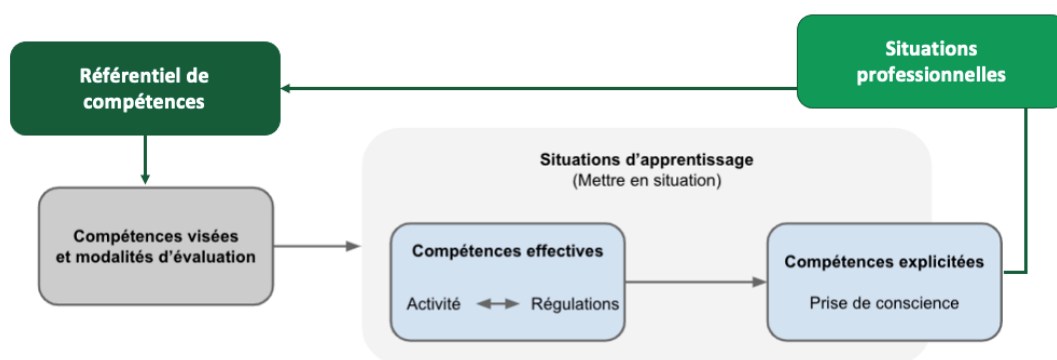 Référentiel de
compétences
Situations
professionnelles
Situations d’apprentissage
(Mettre en situation)
Compétences visées
et modalités d’évaluation
Compétences effectives
Activité
Régulations
Compétences explicitées
Prise de conscience